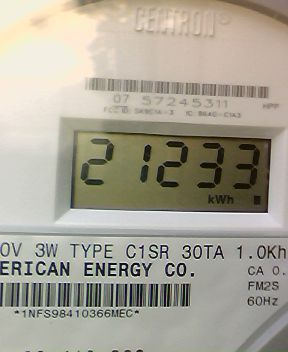 CENTRON®
07 57245311 HPP
21233
kWh
0V 3W TYPE C1SR 30TA 1.0Kh
ERICAN ENERGY CO. CA 0.
FM2S
60Hz
*1NFS98410366MEC*